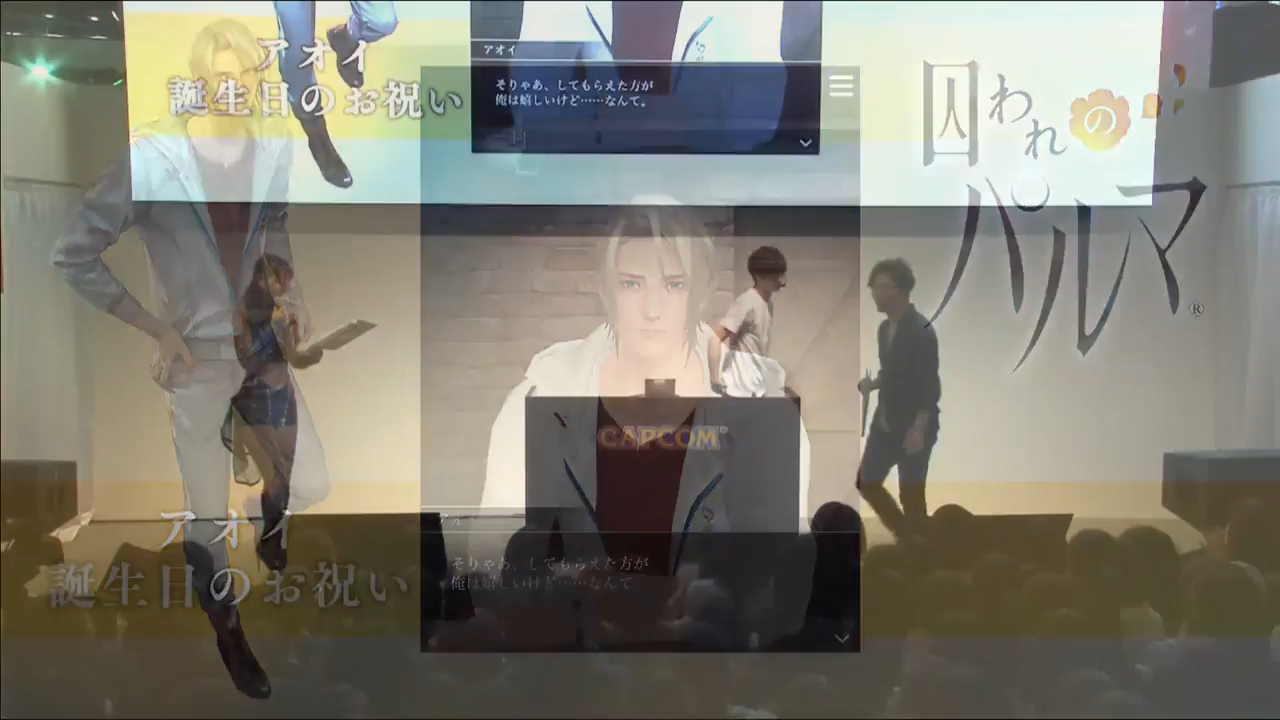 アオイ
誕生日のお祝い
アオイ
そりゃあ、してもらえた方が
俺は嬉しいけど……なんて。
囚われの
パルマ®
CAPCOM®
アオイ
誕生日のお祝い
アオイ
そりゃあ、してもらえた方が
俺は嬉しいけど……なんて